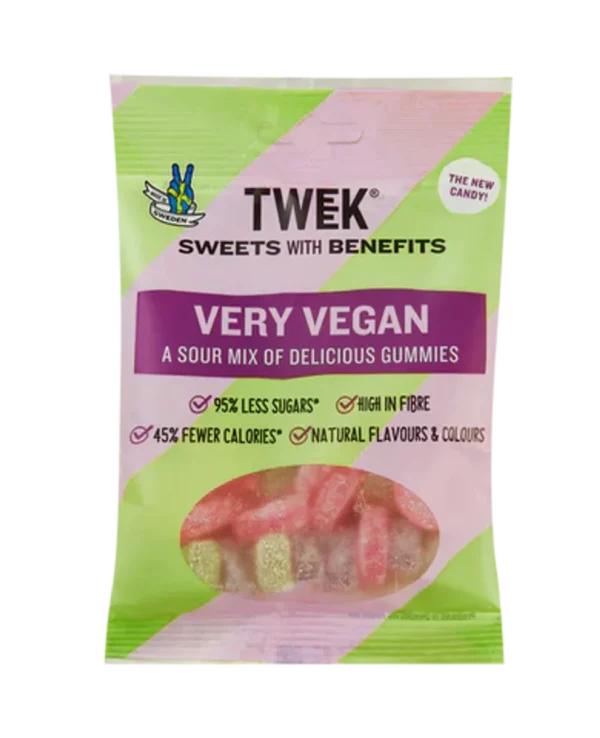 THE NEW
CANDY!
SWEDEN
TWEK®
SWEETS WITH BENEFITS
VERY VEGAN
A SOUR MIX OF DELICIOUS GUMMIES
95% LESS SUGARS* HIGH IN FIBRE
45% FEWER CALORIES* NATURAL FLAVOURS & COLOURS